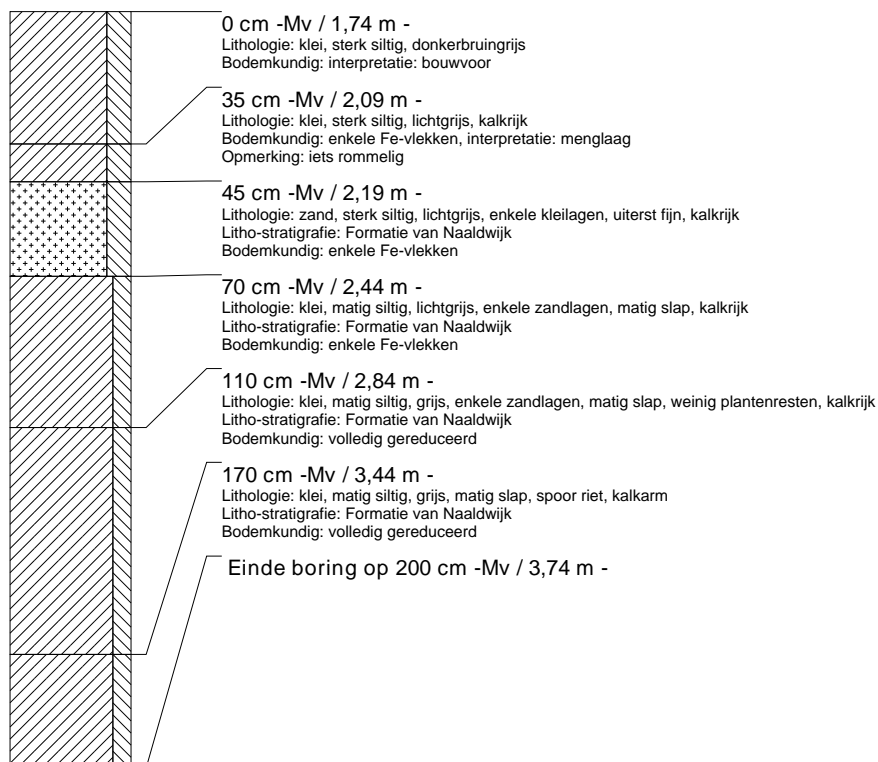 0 cm -Mv / 1,74 m -
Lithologie: klei, sterk siltig, donkerbruingrijs
Bodemkundig: interpretatie: bouwvoor
35 cm -Mv / 2,09 m -
Lithologie: klei, sterk siltig, lichtgrijs, kalkrijk
Bodemkundig: enkele Fe-vlekken, interpretatie: menglaag
Opmerking: iets rommelig
45 cm -Mv / 2,19 m -
Lithologie: zand, sterk siltig, lichtgrijs, enkele kleilagen, uiterst fijn, kalkrijk
Litho-stratigrafie: Formatie van Naaldwijk
Bodemkundig: enkele Fe-vlekken
70 cm -Mv / 2,44 m -
Lithologie: klei, matig siltig, lichtgrijs, enkele zandlagen, matig slap, kalkrijk
Litho-stratigrafie: Formatie van Naaldwijk
Bodemkundig: enkele Fe-vlekken
110 cm -Mv / 2,84 m -
Lithologie: klei, matig siltig, grijs, enkele zandlagen, matig slap, weinig plantenresten, kalkrijk
Litho-stratigrafie: Formatie van Naaldwijk
Bodemkundig: volledig gereduceerd
170 cm -Mv / 3,44 m -
Lithologie: klei, matig siltig, grijs, matig slap, spoor riet, kalkarm
Litho-stratigrafie: Formatie van Naaldwijk
Bodemkundig: volledig gereduceerd
Einde boring op 200 cm -Mv / 3,74 m -